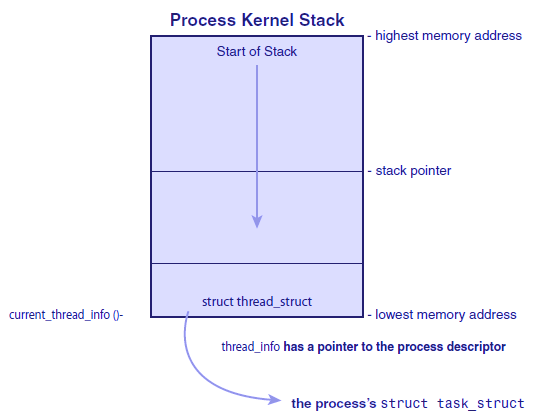 Process Kernel Stack
- highest memory address
Start of Stack
- stack pointer
struct thread_struct
current_thread_info ()-
- lowest memory address
thread_info has a pointer to the process descriptor
the process's struct task_struct